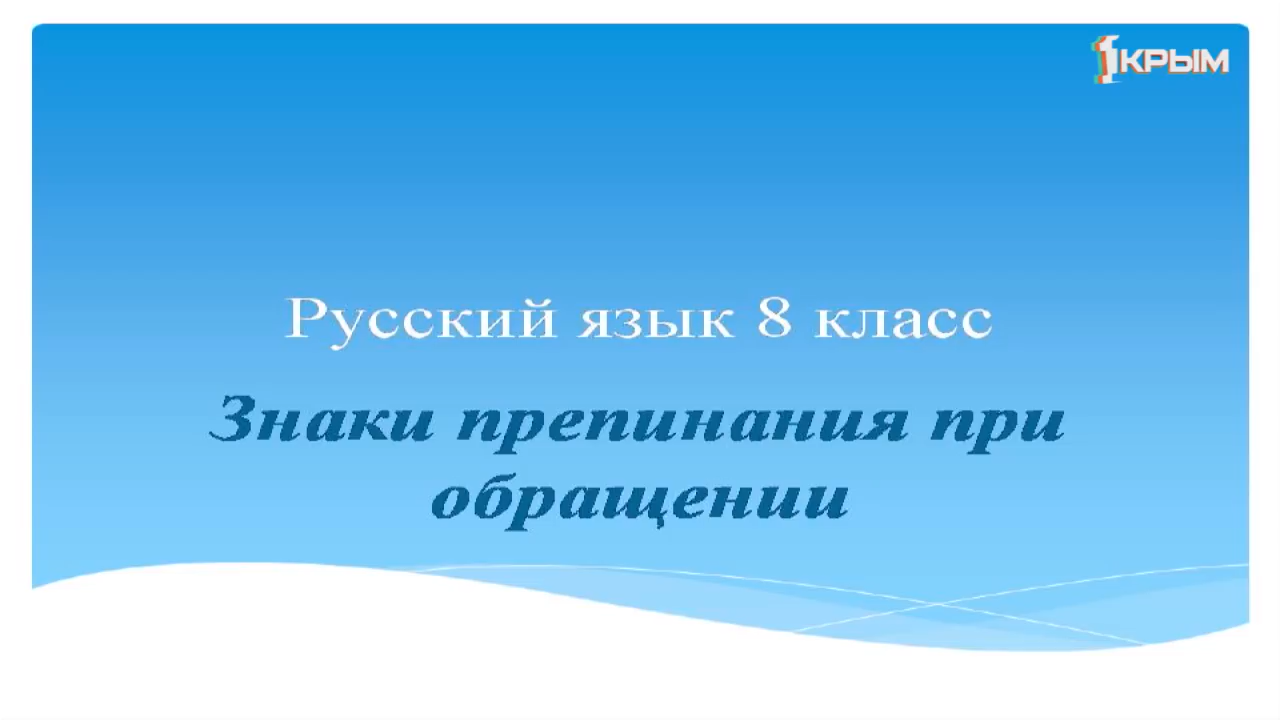 1КРЫМ
Русский язык 8 класс
Знаки препинания при
обращении